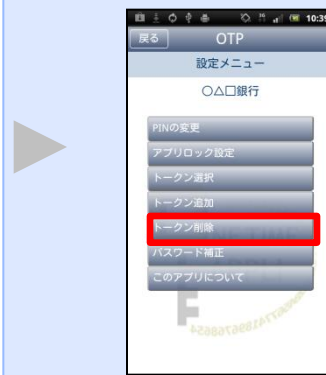 10:39
戻る OTP
設定メニュー
○△□銀行
PINの変更
アプリロック設定
トークン選択
トークン追加
トークン削除
パスワード補正
このアプリについて